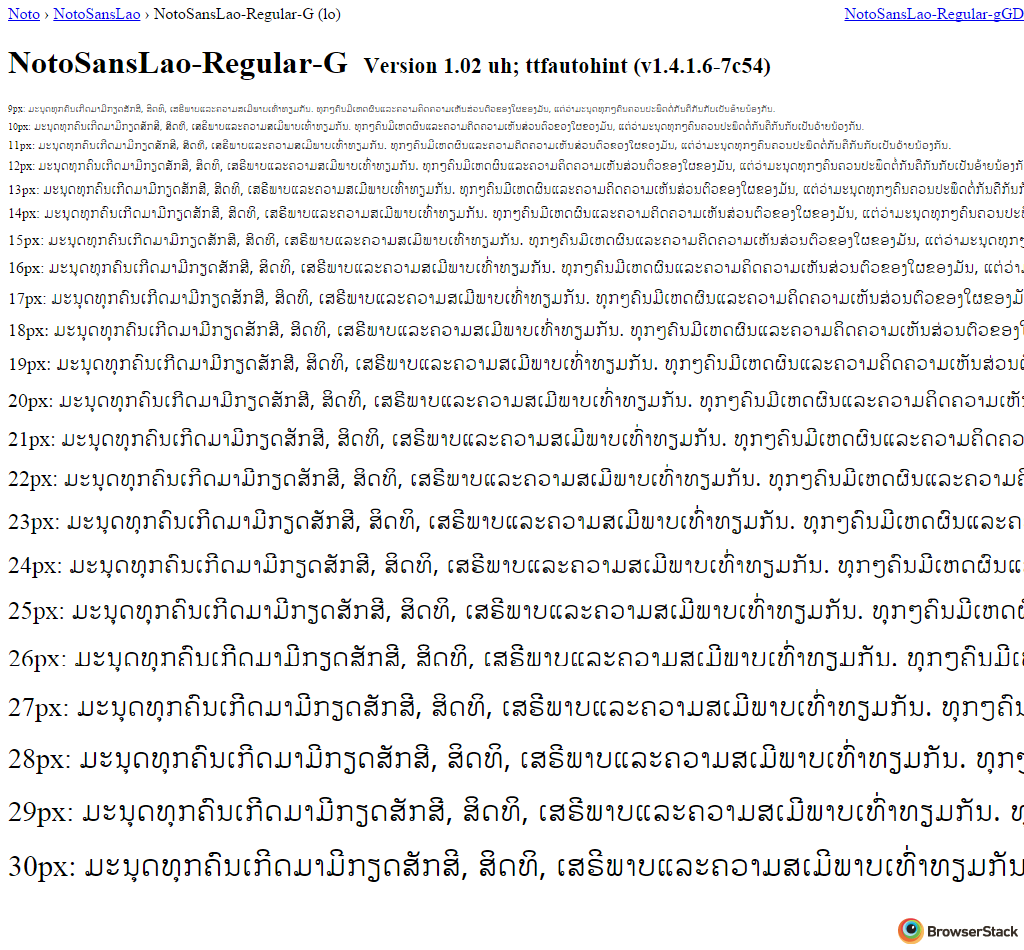 Noto › NotoSansLao › NotoSansLao-Regular-G (lo) NotoSansLao-Regular-gGD
NotoSansLao-Regular-G Version 1.02 uh; ttfautohint (v1.4.1.6-7c54)
9px: ມະນຸດທຸກຄົນເກີດມາມີກຽດສັກສີ, ສິດທິ, ເສຣີພາບແລະຄວາມສເມີພາບເທົ່າທຽມກັນ. ທຸກໆຄົນມີເຫດຜົນແລະຄວາມຄິດຄວາມເຫັນສ່ວນຕົວຂອງໃຜຂອງມັນ, ແຕ່ວ່າມະນຸດທຸກໆຄົນຄວນປະພຶດຕໍ່ກັນຄືກັນກັບເປັນອ້າຍນ້ອງກັນ.
10px: ມະນຸດທຸກຄົນເກີດມາມີກຽດສັກສີ, ສິດທິ, ເສຣີພາບແລະຄວາມສເມີພາບເທົ່າທຽມກັນ. ທຸກໆຄົນມີເຫດຜົນແລະຄວາມຄິດຄວາມເຫັນສ່ວນຕົວຂອງໃຜຂອງມັນ, ແຕ່ວ່າມະນຸດທຸກໆຄົນຄວນປະພຶດຕໍ່ກັນຄືກັນກັບເປັນອ້າຍນ້ອງກັນ.
11px: ມະນຸດທຸກຄົນເກີດມາມີກຽດສັກສີ, ສິດທິ, ເສຣີພາບແລະຄວາມສເມີພາບເທົ່າທຽມກັນ. ທຸກໆຄົນມີເຫດຜົນແລະຄວາມຄິດຄວາມເຫັນສ່ວນຕົວຂອງໃຜຂອງມັນ, ແຕ່ວ່າມະນຸດທຸກໆຄົນຄວນປະພຶດຕໍ່ກັນຄືກັນກັບເປັນອ້າຍນ້ອງກັນ.
12px: ມະນຸດທຸກຄົນເກີດມາມີກຽດສັກສີ, ສິດທິ, ເສຣີພາບແລະຄວາມສເມີພາບເທົ່າທຽມກັນ. ທຸກໆຄົນມີເຫດຜົນແລະຄວາມຄິດຄວາມເຫັນສ່ວນຕົວຂອງໃຜຂອງມັນ, ແຕ່ວ່າມະນຸດທຸກໆຄົນຄວນປະພຶດຕໍ່ກັນຄືກັນກັບເປັນອ້າຍນ້ອງ
13px: ມະນຸດທຸກຄົນເກີດມາມີກຽດສັກສີ, ສິດທິ, ເສຣີພາບແລະຄວາມສເມີພາບເທົ່າທຽມກັນ. ທຸກໆຄົນມີເຫດຜົນແລະຄວາມຄິດຄວາມເຫັນສ່ວນຕົວຂອງໃຜຂອງມັນ, ແຕ່ວ່າມະນຸດທຸກໆຄົນຄວນປະພຶດຕໍ່ກັນຄືກັນ
14px: ມະນຸດທຸກຄົນເກີດມາມີກຽດສັກສີ, ສິດທິ, ເສຣີພາບແລະຄວາມສເມີພາບເທົ່າທຽມກັນ. ທຸກໆຄົນມີເຫດຜົນແລະຄວາມຄິດຄວາມເຫັນສ່ວນຕົວຂອງໃຜຂອງມັນ, ແຕ່ວ່າມະນຸດທຸກໆຄົນຄວນປະ
15px: ມະນຸດທຸກຄົນເກີດມາມີກຽດສັກສີ, ສິດທິ, ເສຣີພາບແລະຄວາມສເມີພາບເທົ່າທຽມກັນ. ທຸກໆຄົນມີເຫດຜົນແລະຄວາມຄິດຄວາມເຫັນສ່ວນຕົວຂອງໃຜຂອງມັນ, ແຕ່ວ່າມະນຸດທຸກໆ
16px: ມະນຸດທຸກຄົນເກີດມາມີກຽດສັກສີ, ສິດທິ, ເສຣີພາບແລະຄວາມສເມີພາບເທົ່າທຽມກັນ. ທຸກໆຄົນມີເຫດຜົນແລະຄວາມຄິດຄວາມເຫັນສ່ວນຕົວຂອງໃຜຂອງມັນ, ແຕ່ວ່າ
17px: ມະນຸດທຸກຄົນເກີດມາມີກຽດສັກສີ, ສິດທິ, ເສຣີພາບແລະຄວາມສເມີພາບເທົ່າທຽມກັນ. ທຸກໆຄົນມີເຫດຜົນແລະຄວາມຄິດຄວາມເຫັນສ່ວນຕົວຂອງໃຜຂອງມັ
18px: ມະນຸດທຸກຄົນເກີດມາມີກຽດສັກສີ, ສິດທິ, ເສຣີພາບແລະຄວາມສເມີພາບເທົ່າທຽມກັນ. ທຸກໆຄົນມີເຫດຜົນແລະຄວາມຄິດຄວາມເຫັນສ່ວນຕົວຂອງ
19px: ມະນຸດທຸກຄົນເກີດມາມີກຽດສັກສີ, ສິດທິ, ເສຣີພາບແລະຄວາມສເມີພາບເທົ່າທຽມກັນ. ທຸກໆຄົນມີເຫດຜົນແລະຄວາມຄິດຄວາມເຫັນສ່ວນ
20px: ມະນຸດທຸກຄົນເກີດມາມີກຽດສັກສີ, ສິດທິ, ເສຣີພາບແລະຄວາມສເມີພາບເທົ່າທຽມກັນ. ທຸກໆຄົນມີເຫດຜົນແລະຄວາມຄິດຄວາມເຫັ
21px: ມະນຸດທຸກຄົນເກີດມາມີກຽດສັກສີ, ສິດທິ, ເສຣີພາບແລະຄວາມສເມີພາບເທົ່າທຽມກັນ. ທຸກໆຄົນມີເຫດຜົນແລະຄວາມຄິດຄວ
22px: ມະນຸດທຸກຄົນເກີດມາມີກຽດສັກສີ, ສິດທິ, ເສຣີພາບແລະຄວາມສເມີພາບເທົ່າທຽມກັນ. ທຸກໆຄົນມີເຫດຜົນແລະຄວາມຄິ
23px: ມະນຸດທຸກຄົນເກີດມາມີກຽດສັກສີ, ສິດທິ, ເສຣີພາບແລະຄວາມສເມີພາບເທົ່າທຽມກັນ. ທຸກໆຄົນມີເຫດຜົນແລະຄ
24px: ມະນຸດທຸກຄົນເກີດມາມີກຽດສັກສີ, ສິດທິ, ເສຣີພາບແລະຄວາມສເມີພາບເທົ່າທຽມກັນ. ທຸກໆຄົນມີເຫດຜົນແ
25px: ມະນຸດທຸກຄົນເກີດມາມີກຽດສັກສີ, ສິດທິ, ເສຣີພາບແລະຄວາມສເມີພາບເທົ່າທຽມກັນ. ທຸກໆຄົນມີເຫດຜົ
26px: ມະນຸດທຸກຄົນເກີດມາມີກຽດສັກສີ, ສິດທິ, ເສຣີພາບແລະຄວາມສເມີພາບເທົ່າທຽມກັນ. ທຸກໆຄົນມີເ
27px: ມະນຸດທຸກຄົນເກີດມາມີກຽດສັກສີ, ສິດທິ, ເສຣີພາບແລະຄວາມສເມີພາບເທົ່າທຽມກັນ. ທຸກໆຄົນ
28px: ມະນຸດທຸກຄົນເກີດມາມີກຽດສັກສີ, ສິດທິ, ເສຣີພາບແລະຄວາມສເມີພາບເທົ່າທຽມກັນ. ທຸກໆ
29px: ມະນຸດທຸກຄົນເກີດມາມີກຽດສັກສີ, ສິດທິ, ເສຣີພາບແລະຄວາມສເມີພາບເທົ່າທຽມກັນ. ທຸ
30px: ມະນຸດທຸກຄົນເກີດມາມີກຽດສັກສີ, ສິດທິ, ເສຣີພາບແລະຄວາມສເມີພາບເທົ່າທຽມກັນ
BrowserStack